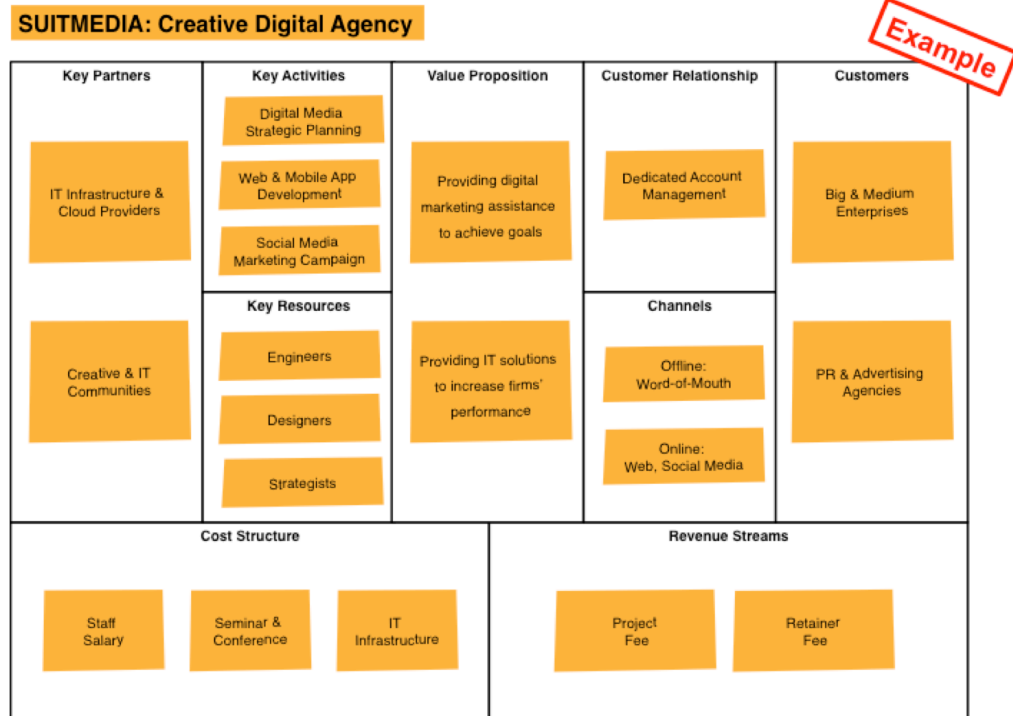 SUITMEDIA: Creative Digital Agency
Example
Key Partners
IT Infrastructure &
Cloud Providers
Creative & IT
Communities
Key Activities
Digital Media
Strategic Planning
Web & Mobile App
Development
Social Media
Marketing Campaign
Key Resources
Engineers
Designers
Strategists
Value Proposition
Providing digital
marketing assistance
to achieve goals
Providing IT solutions
to increase firms'
performance
Customer Relationship
Dedicated Account
Management
Channels
Offline:
Word-of-Mouth
Online:
Web, Social Media
Customers
Big & Medium
Enterprises
PR & Advertising
Agencies
Cost Structure
Staff
Salary
Seminar &
Conference
IT
Infrastructure
Revenue Streams
Project
Fee
Retainer
Fee